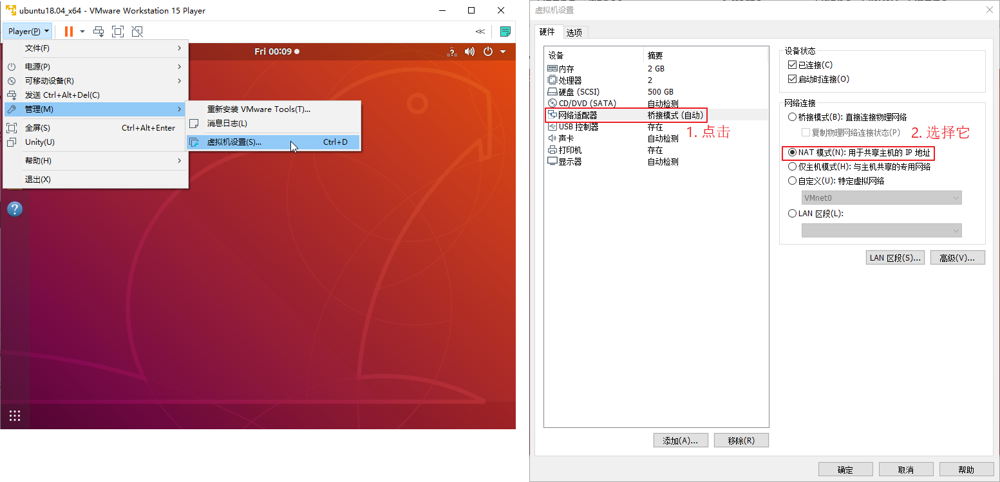 ubuntu18.04_x64 - VMware Workstation 15 Player
Player(P)
Fri 00:09
文件(F)
电源(P)
可移动设备(R)
发送 Ctrl+Alt+Del(C)
管理(M)
全屏(S) Ctrl+Alt+Enter
Unity(U)
帮助(H)
退出(X)
重新安装 VMware Tools(T)...
消息日志(L)
虚拟机设置(S)... Ctrl+D
虚拟机设置
硬件 选项
设备 摘要
内存 2 GB
处理器 2
硬盘 (SCSI) 500 GB
CD/DVD (SATA) 自动检测
网络适配器 桥接模式 (自动)
USB 控制器 存在
声卡 自动检测
打印机 存在
显示器 自动检测
1. 点击
添加(A)... 移除(R)
设备状态
已连接(C)
启动时连接(O)
网络连接
桥接模式(B): 直接连接物理网络
复制物理网络连接状态(P)
2. 选择它
NAT 模式(N): 用于共享主机的 IP 地址
仅主机模式(H): 与主机共享的专用网络
自定义(U): 特定虚拟网络
VMnet0
LAN 区段(L):
LAN 区段(S)... 高级(V)...
确定 取消 帮助